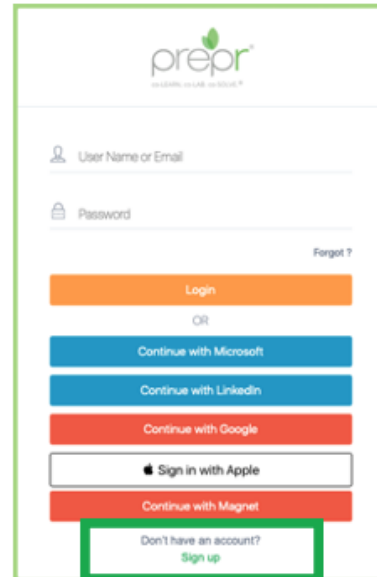 prepr
User Name or Email
Password
Forgot ?
Login
OR
Continue with Microsoft
Continue with LinkedIn
Continue with Google
Sign in with Apple
Continue with Magnet
Don't have an account?
Sign up